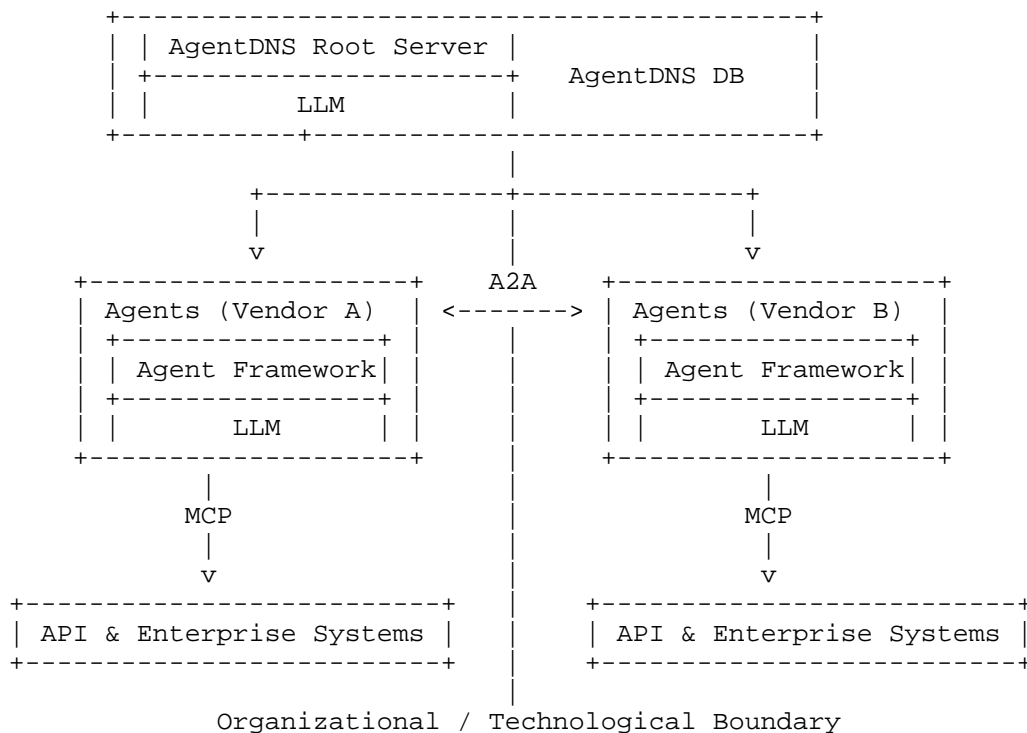 AgentDNS Root Server
AgentDNS DB
LLM
A2A
Agents (Vendor A) <-------> Agents (Vendor B)
Agent Framework Agent Framework
LLM LLM
MCP MCP
v v
API & Enterprise Systems API & Enterprise Systems
Organizational / Technological Boundary